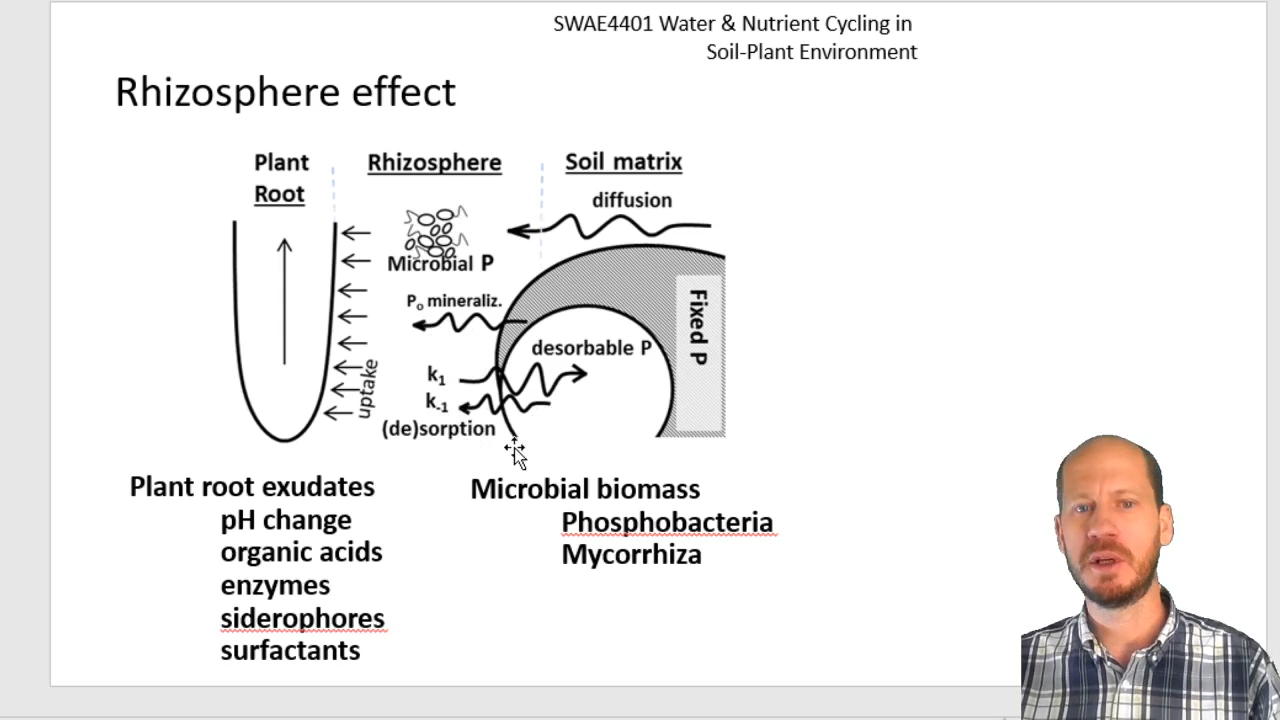 SWAE4401 Water & Nutrient Cycling in
Soil-Plant Environment
Rhizosphere effect
Plant
Root
Rhizosphere
Soil matrix
diffusion
Microbial P
Po mineraliz.
Fixed P
desorbable P
uptake
k1
k-1
(de)sorption
Plant root exudates
pH change
organic acids
enzymes
siderophores
surfactants
Microbial biomass
Phosphobacteria
Mycorrhiza